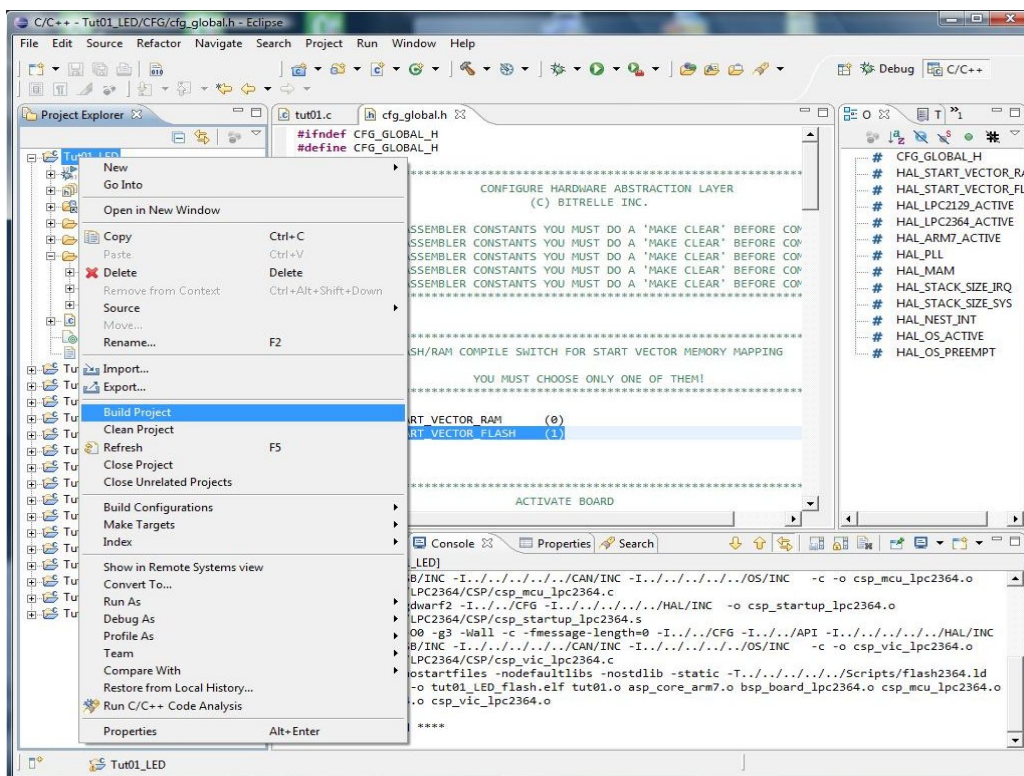 C/C++ - Tut01_LED/CFG/cfg_global.h - Eclipse
File Edit Source Refactor Navigate Search Project Run Window Help
Debug C/C++
Project Explorer
Tut01_LED
New
Go Into
Open in New Window
Copy Ctrl+C
Paste Ctrl+V
Delete Delete
Remove from Context Ctrl+Alt+Shift+Down
Source
Move...
Rename... F2
Import...
Export...
Build Project
Clean Project
Refresh F5
Close Project
Close Unrelated Projects
Build Configurations
Make Targets
Index
Show in Remote Systems view
Convert To...
Run As
Debug As
Profile As
Team
Compare With
Restore from Local History...
Run C/C++ Code Analysis
Properties Alt+Enter
tut01.c cfg_global.h
#ifndef CFG_GLOBAL_H
#define CFG_GLOBAL_H
CONFIGURE HARDWARE ABSTRACTION LAYER
(C) BITRELLE INC.
ASSEMBLER CONSTANTS YOU MUST DO A 'MAKE CLEAR' BEFORE COM
ASSEMBLER CONSTANTS YOU MUST DO A 'MAKE CLEAR' BEFORE COM
ASSEMBLER CONSTANTS YOU MUST DO A 'MAKE CLEAR' BEFORE COM
ASSEMBLER CONSTANTS YOU MUST DO A 'MAKE CLEAR' BEFORE COM
ASSEMBLER CONSTANTS YOU MUST DO A 'MAKE CLEAR' BEFORE COM
SH/RAM COMPILE SWITCH FOR START VECTOR MEMORY MAPPING
YOU MUST CHOOSE ONLY ONE OF THEM!
RT_VECTOR_RAM (0)
RT_VECTOR_FLASH (1)
ACTIVATE BOARD
O T 1
# CFG_GLOBAL_H
# HAL_START_VECTOR_RA
# HAL_START_VECTOR_FL
# HAL_LPC2129_ACTIVE
# HAL_LPC2364_ACTIVE
# HAL_ARM7_ACTIVE
# HAL_PLL
# HAL_MAM
# HAL_STACK_SIZE_IRQ
# HAL_STACK_SIZE_SYS
# HAL_NEST_INT
# HAL_OS_ACTIVE
# HAL_OS_PREEMPT
Console Properties Search
_LED]
B/INC -I../../../../../CAN/INC -I../../../../../OS/INC -c -o csp_mcu_lpc2364.o
LPC2364/CSP/csp_mcu_lpc2364.c
dwarf2 -I../../CFG -I../../../../../HAL/INC -o csp_startup_lpc2364.o
LPC2364/CSP/csp_startup_lpc2364.s
O0 -g3 -Wall -c -fmessage-length=0 -I../../CFG -I../../API -I../../../../../HAL/INC
B/INC -I../../../../../CAN/INC -I../../../../../OS/INC -c -o csp_vic_lpc2364.o
LPC2364/CSP/csp_vic_lpc2364.c
nostartfiles -nodefaultlibs -nostdlib -static -T../../../../../Scripts/flash2364.ld
-o tut01_LED_flash.elf tut01.o asp_core_arm7.o bsp_board_lpc2364.o csp_mcu_lpc2364.o
.o csp_vic_lpc2364.o
****
Tut01_LED